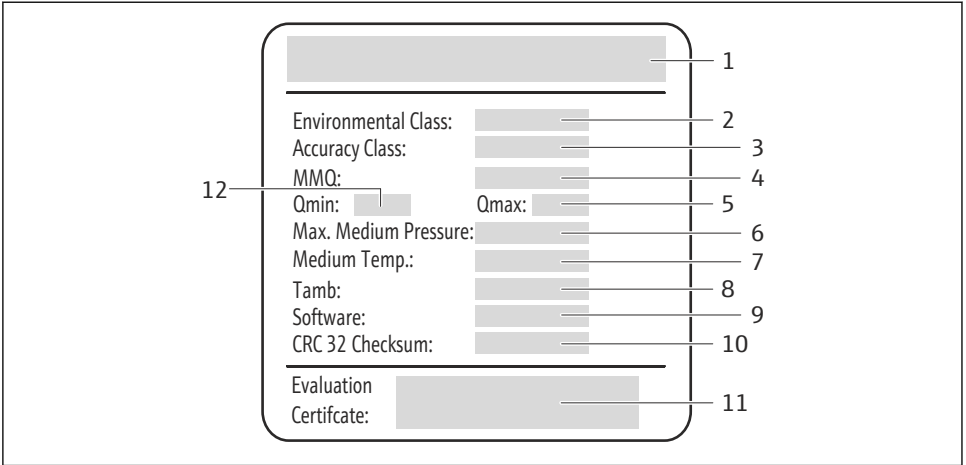 1
Environmental Class: 2
Accuracy Class: 3
MMQ: 4
12 Qmin: Qmax: 5
Max. Medium Pressure: 6
Medium Temp.: 7
Tamb: 8
Software: 9
CRC 32 Checksum: 10
Evaluation
Certifcate: 11